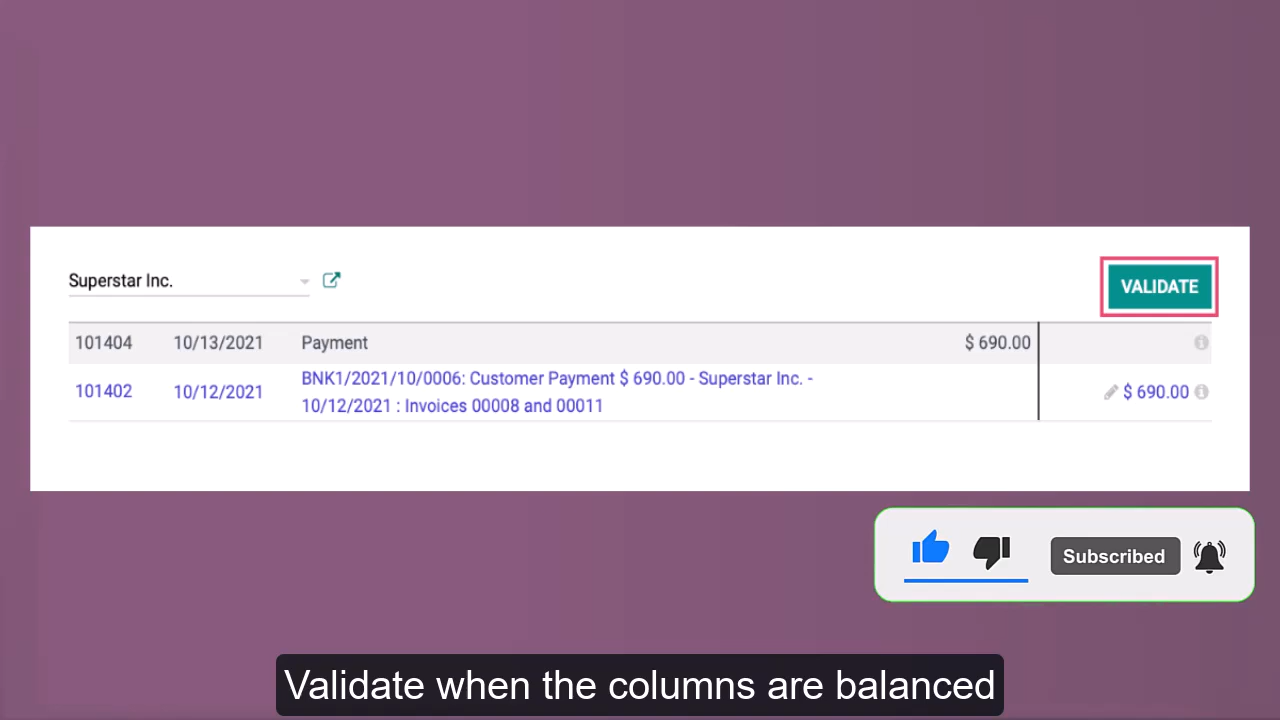 Superstar Inc.
VALIDATE
101404 10/13/2021 Payment $ 690.00
101402 10/12/2021 BNK1/2021/10/0006: Customer Payment $ 690.00 - Superstar Inc. - $ 690.00
10/12/2021 : Invoices 00008 and 00011
Subscribed
Validate when the columns are balanced